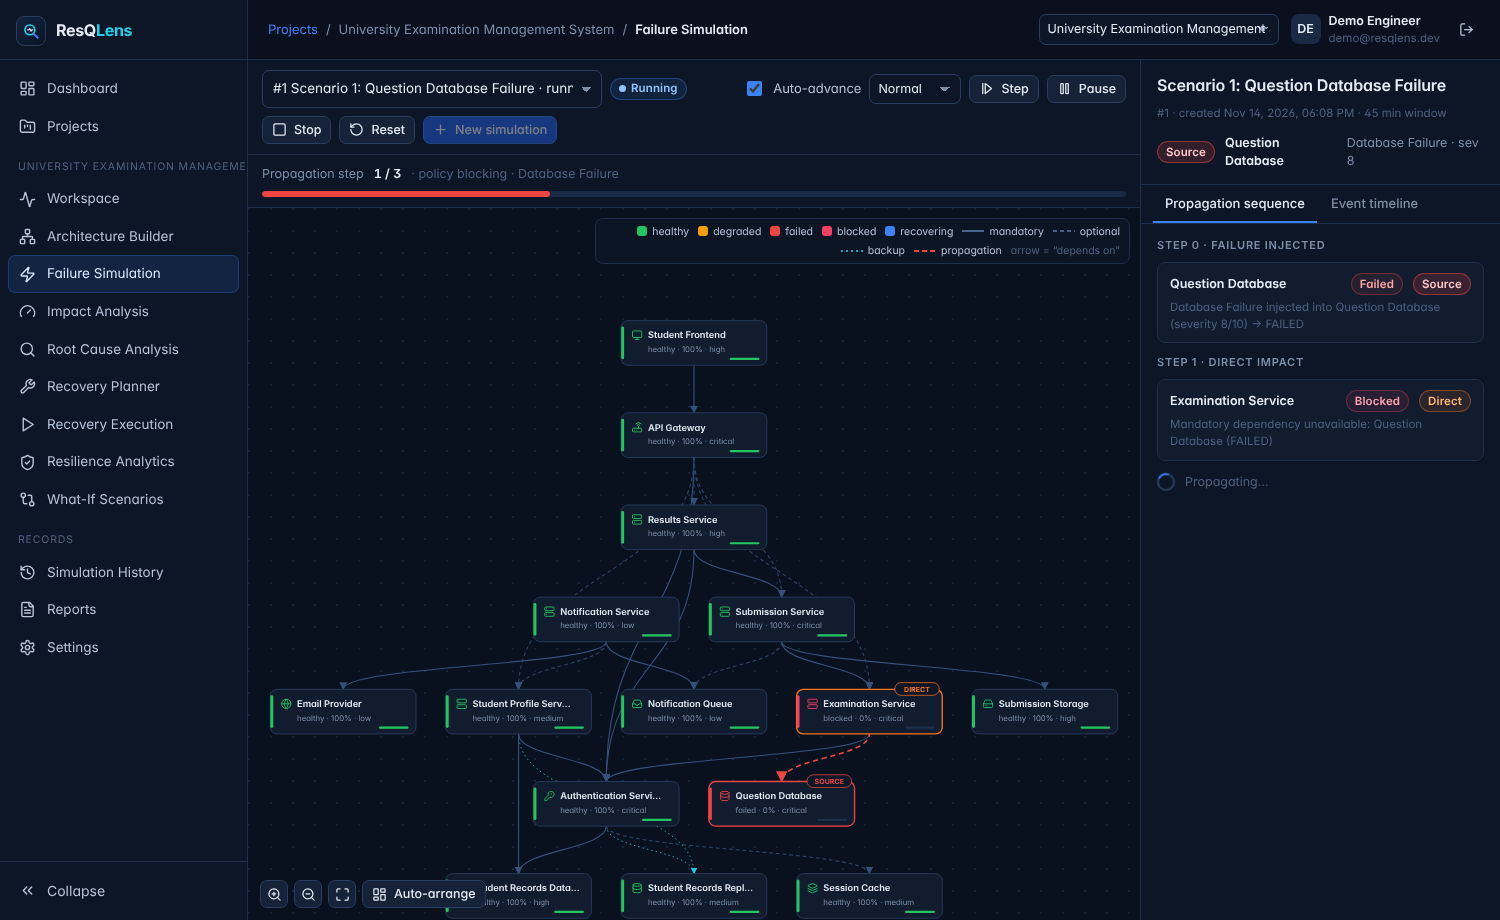 ResQLens
Dashboard
Projects
UNIVERSITY EXAMINATION MANAGEME
Workspace
Architecture Builder
Failure Simulation
Impact Analysis
Root Cause Analysis
Recovery Planner
Recovery Execution
Resilience Analytics
What-If Scenarios
RECORDS
Simulation History
Reports
Settings
Collapse
Projects / University Examination Management System / Failure Simulation
University Examination Management
DE
Demo Engineer
demo@resqlens.dev
#1 Scenario 1: Question Database Failure · runn
Running
Auto-advance
Normal
Step
Pause
Stop
Reset
New simulation
Propagation step 1 / 3 · policy blocking · Database Failure
healthy degraded failed blocked recovering mandatory optional
backup propagation arrow = "depends on"
Student Frontend
healthy · 100% · high
API Gateway
healthy · 100% · critical
Results Service
healthy · 100% · high
Notification Service
healthy · 100% · low
Submission Service
healthy · 100% · critical
Email Provider
healthy · 100% · low
Student Profile Serv...
healthy · 100% · medium
Notification Queue
healthy · 100% · low
DIRECT
Examination Service
blocked · 0% · critical
Submission Storage
healthy · 100% · high
Authentication Servi...
healthy · 100% · critical
SOURCE
Question Database
failed · 0% · critical
Auto-arrange
udent Records Data...
lthy · 100% · high
Student Records Repl...
healthy · 100% · medium
Session Cache
healthy · 100% · medium
Scenario 1: Question Database Failure
#1 · created Nov 14, 2026, 06:08 PM · 45 min window
Source
Question
Database
Database Failure · sev
8
Propagation sequence
Event timeline
STEP 0 · FAILURE INJECTED
Question Database
Failed
Source
Database Failure injected into Question Database
(severity 8/10) → FAILED
STEP 1 · DIRECT IMPACT
Examination Service
Blocked
Direct
Mandatory dependency unavailable: Question
Database (FAILED)
Propagating...